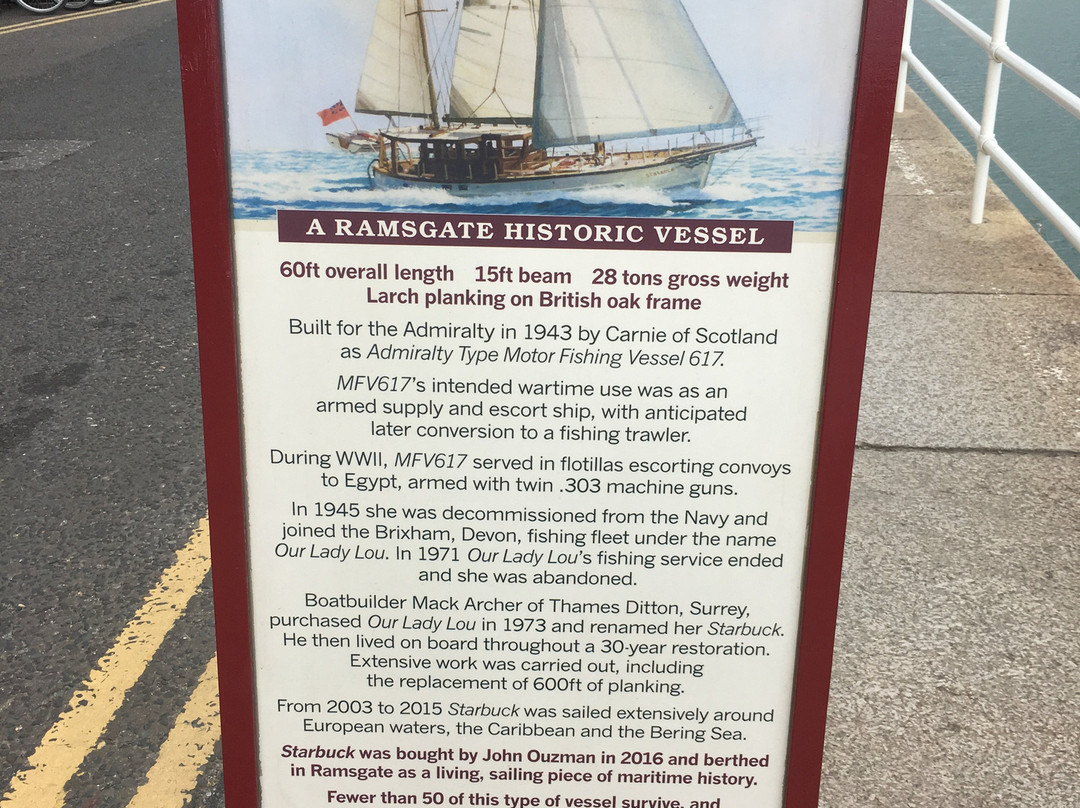 A RAMSGATE HISTORIC VESSEL
60ft overall length 15ft beam 28 tons gross weight
Larch planking on British oak frame
Built for the Admiralty in 1943 by Carnie of Scotland
as Admiralty Type Motor Fishing Vessel 617.
MFV617's intended wartime use was as an
armed supply and escort ship, with anticipated
later conversion to a fishing trawler.
During WWII, MFV617 served in flotillas escorting convoys
to Egypt, armed with twin .303 machine guns.
In 1945 she was decommissioned from the Navy and
joined the Brixham, Devon, fishing fleet under the name
Our Lady Lou. In 1971 Our Lady Lou's fishing service ended
and she was abandoned.
Boatbuilder Mack Archer of Thames Ditton, Surrey,
purchased Our Lady Lou in 1973 and renamed her Starbuck.
He then lived on board throughout a 30-year restoration.
Extensive work was carried out, including
the replacement of 600ft of planking.
From 2003 to 2015 Starbuck was sailed extensively around
European waters, the Caribbean and the Bering Sea.
Starbuck was bought by John Ouzman in 2016 and berthed
in Ramsgate as a living, sailing piece of maritime history.
Fewer than 50 of this type of vessel survive, and